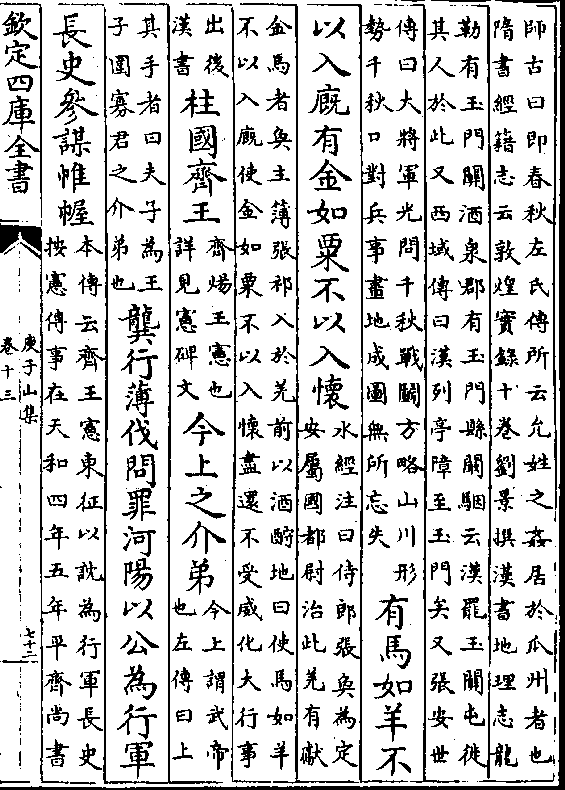 師古曰即春秋左氏傳所云允姓之姦居於瓜州者也
隋書經籍志云敦煌實錄十卷劉景撰漢書地理志龍
勒有玉門關酒泉郡有玉門縣闞駰云漢罷玉關屯徙
其人於此又西域傳曰漢列亭障至玉門矣又張安世
傳曰大將軍光問千秋戰鬭方略山川形
勢千秋口對兵事畫地成圖無所忘失
有馬如羊不
以入廐有金如粟不以入懷
水經注曰侍郎張奐為定
安屬國都尉治此羌有獻
金馬者奐主簿張祁入於羌前以酒酹地曰使馬如羊
不以入廐使金如粟不以入懷盡還不受威化大行事
出後
漢書
柱國齊王
齊煬王憲也
詳見憲碑文
今上之介弟
今上謂武帝
也左傳曰上
其手者曰夫子為王
子圍寡君之介弟也
龔行薄伐問罪河陽以公為行軍
長史參謀帷幄
本傳云齊王憲東征以訦為行軍長史
按憲傳事在天和四年五年平齊尚書
欽定四庫全書
庾子山集
卷十三
七十二